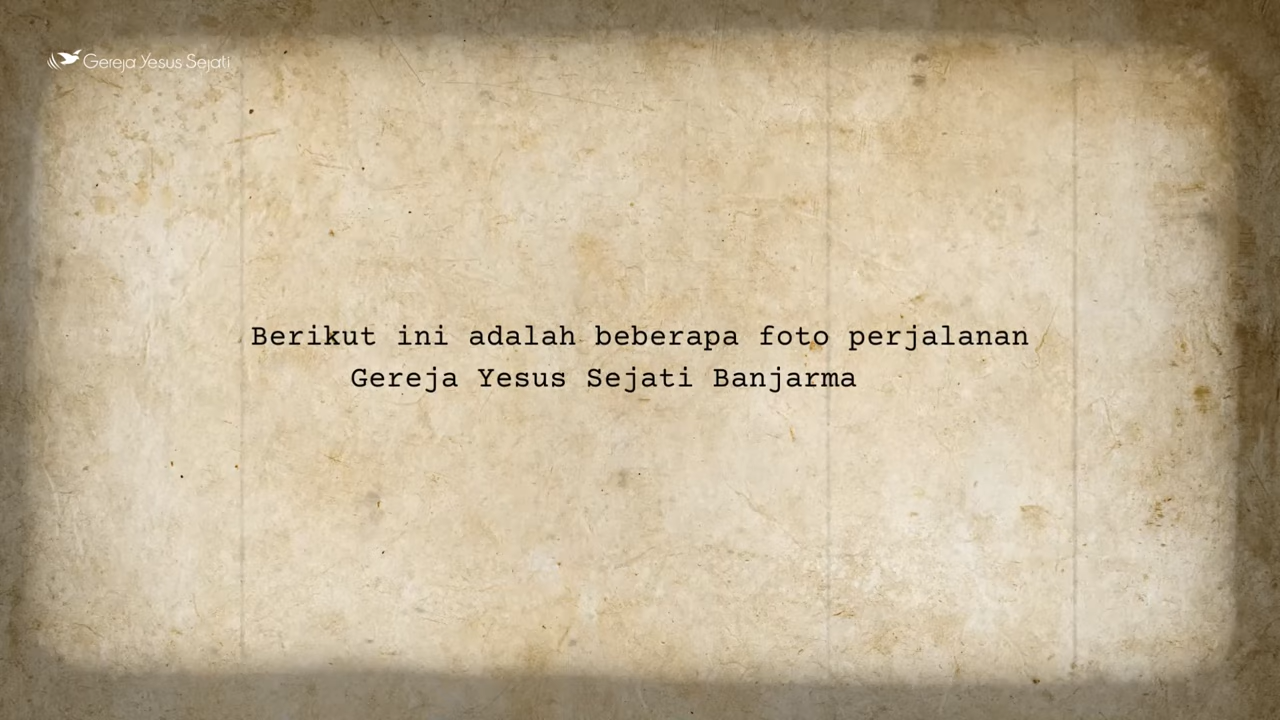 Gereja Yesus Sejati
Berikut ini adalah beberapa foto perjalanan
Gereja Yesus Sejati Banjarma